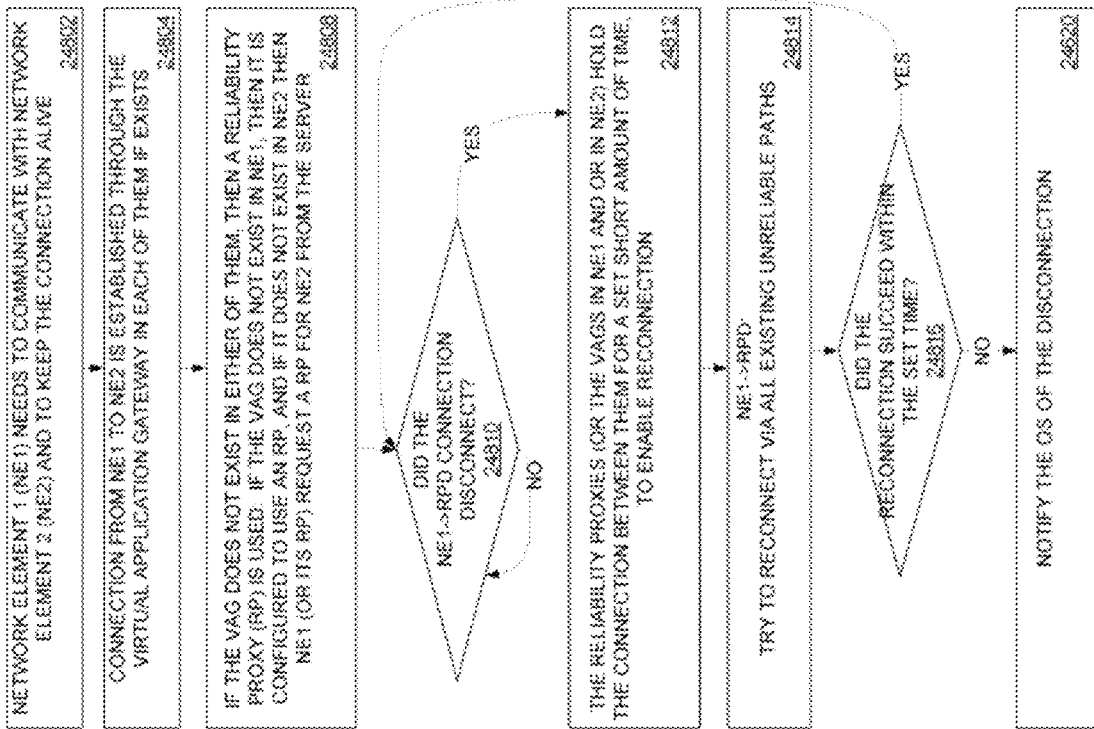 NETWORK ELEMENT 1 (NE1) NEEDS TO COMMUNICATE WITH NETWORK
ELEMENT 2 (NE2) AND TO KEEP THE CONNECTION ALIVE
24802
CONNECTION FROM NE1 TO NE2 IS ESTABLISHED THROUGH THE
VIRTUAL APPLICATION GATEWAY IN EACH OF THEM IF EXISTS
24804
IF THE VAG DOES NOT EXIST IN EITHER OF THEM, THEN A RELIABILITY
PROXY (RP) IS USED. IF THE VAG DOES NOT EXIST IN NE1, THEN IT IS
CONFIGURED TO USE AN RP, AND IF IT DOES NOT EXIST IN NE2 THEN
NE1 (OR ITS RP) REQUEST A RP FOR NE2 FROM THE SERVER
24808
DID THE
NE1->RPD CONNECTION
DISCONNECT?
24810
YES
NO
THE RELIABILITY PROXIES (OR THE VAGS IN NE1 AND OR IN NE2) HOLD
THE CONNECTION BETWEEN THEM FOR A SET SHORT AMOUNT OF TIME,
TO ENABLE RECONNECTION
24812
NE1->RPD:
TRY TO RECONNECT VIA ALL EXISTING UNRELIABLE PATHS
24814
DID THE
RECONNECTION SUCCEED WITHIN
THE SET TIME?
24816
YES
NO
NOTIFY THE OS OF THE DISCONNECTION
24820